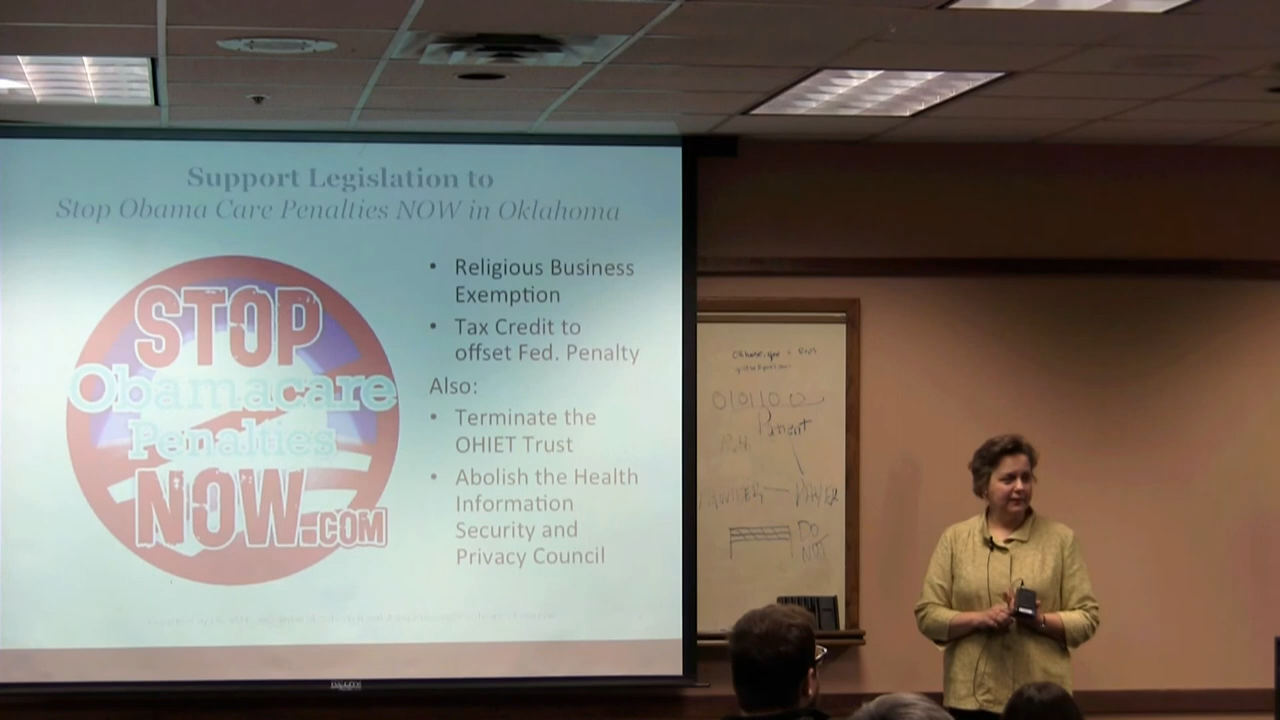 Support Legislation to
Stop Obama Care Penalties NOW in Oklahoma
STOP
Obamacare
Penalties
NOW.COM
• Religious Business
Exemption
• Tax Credit to
offset Fed. Penalty
Also:
• Terminate the
OHIET Trust
• Abolish the Health
Information
Security and
Privacy Council
010110
Patient
PAYER
DO
NOT